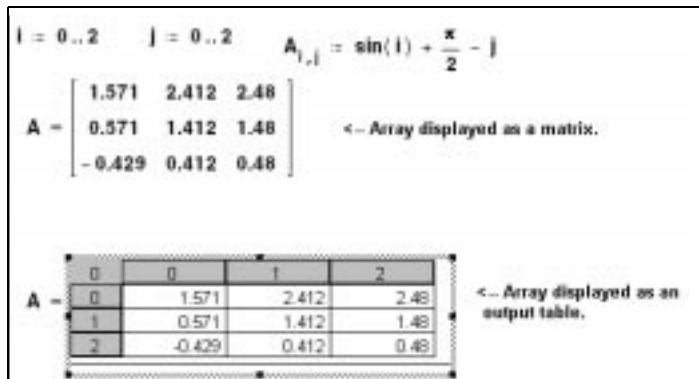 i := 0..2 j := 0..2 A i,j := sin(i) + π/2 - j
A = [ 1.571 2.412 2.48
0.571 1.412 1.48
-0.429 0.412 0.48 ]
<-- Array displayed as a matrix.
A =
0 0 1 2
0 1.571 2.412 2.48
1 0.571 1.412 1.48
2 -0.429 0.412 0.48
<-- Array displayed as an
output table.